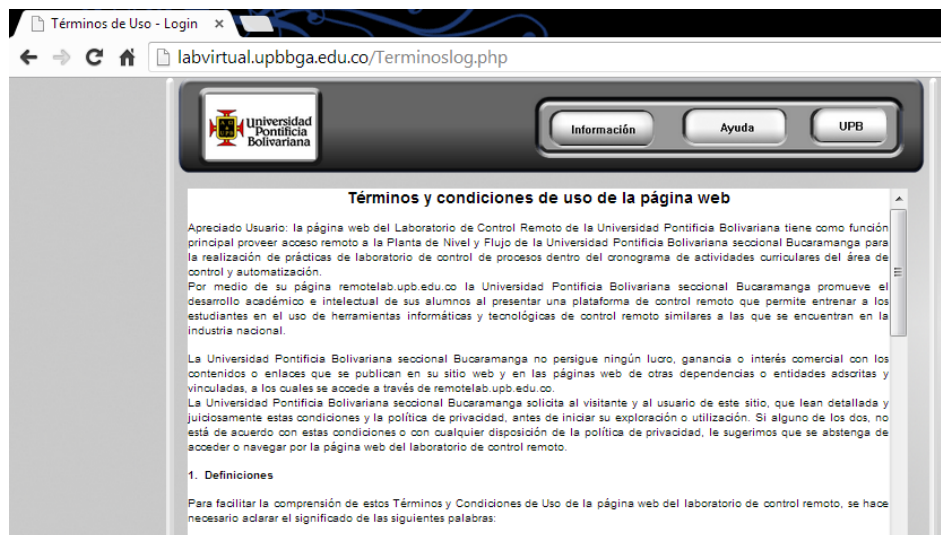 Términos de Uso - Login
labvirtual.upbbga.edu.co/Terminoslog.php
Universidad
Pontificia
Bolivariana
Información
Ayuda
UPB
Términos y condiciones de uso de la página web
Apreciado Usuario: la página web del Laboratorio de Control Remoto de la Universidad Pontificia Bolivariana tiene como función
principal proveer acceso remoto a la Planta de Nivel y Flujo de la Universidad Pontificia Bolivariana seccional Bucaramanga para
la realización de prácticas de laboratorio de control de procesos dentro del cronograma de actividades curriculares del área de
control y automatización.
Por medio de su página remotelab.upb.edu.co la Universidad Pontificia Bolivariana seccional Bucaramanga promueve el
desarrollo académico e intelectual de sus alumnos al presentar una plataforma de control remoto que permite entrenar a los
estudiantes en el uso de herramientas informáticas y tecnológicas de control remoto similares a las que se encuentran en la
industria nacional.
La Universidad Pontificia Bolivariana seccional Bucaramanga no persigue ningún lucro, ganancia o interés comercial con los
contenidos o enlaces que se publican en su sitio web y en las páginas web de otras dependencias o entidades adscritas y
vinculadas, a los cuales se accede a través de remotelab.upb.edu.co.
La Universidad Pontificia Bolivariana seccional Bucaramanga solicita al visitante y al usuario de este sitio, que lean detallada y
juiciosamente estas condiciones y la política de privacidad, antes de iniciar su exploración o utilización. Si alguno de los dos, no
está de acuerdo con estas condiciones o con cualquier disposición de la política de privacidad, le sugerimos que se abstenga de
acceder o navegar por la página web del laboratorio de control remoto.
1. Definiciones
Para facilitar la comprensión de estos Términos y Condiciones de Uso de la página web del laboratorio de control remoto, se hace
necesario aclarar el significado de las siguientes palabras: